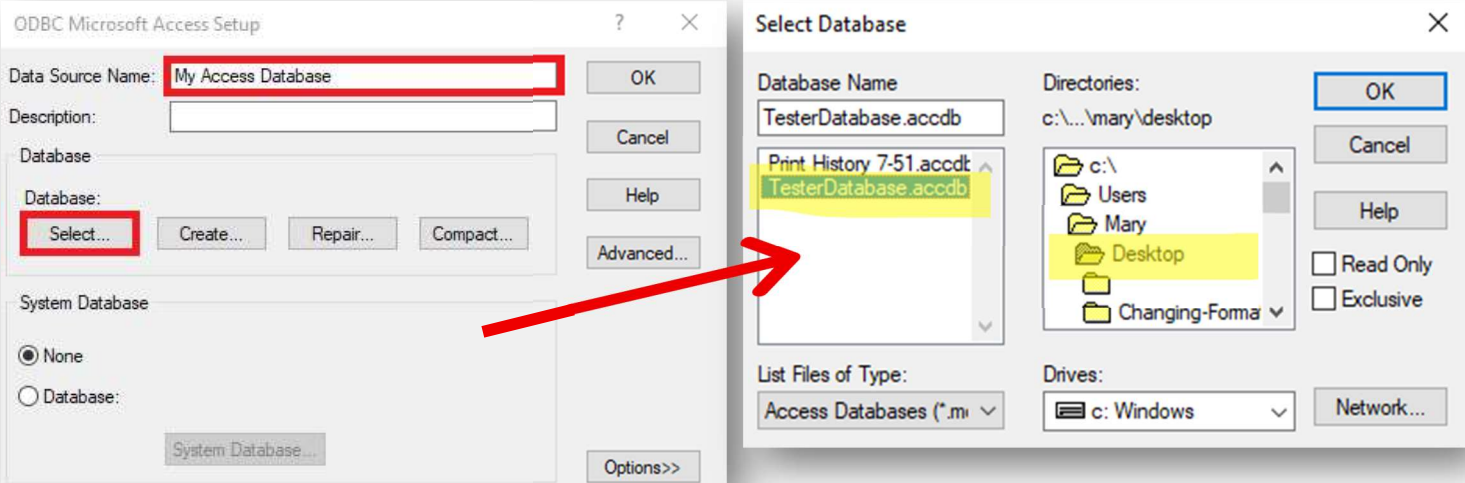 ODBC Microsoft Access Setup ? ×
Data Source Name: My Access Database
OK
Description:
Cancel
Database
Database:
Help
Select... Create... Repair... Compact...
Advanced...
System Database
None
Database:
System Database...
Options>>
Select Database ×
Database Name
TesterDatabase.accdb
Print History 7-51.accdb
TesterDatabase.accdb
List Files of Type:
Access Databases (*.m
Directories:
c:\...\mary\desktop
c:\
Users
Mary
Desktop
Changing-Format
Drives:
c: Windows
OK
Cancel
Help
Read Only
Exclusive
Network...